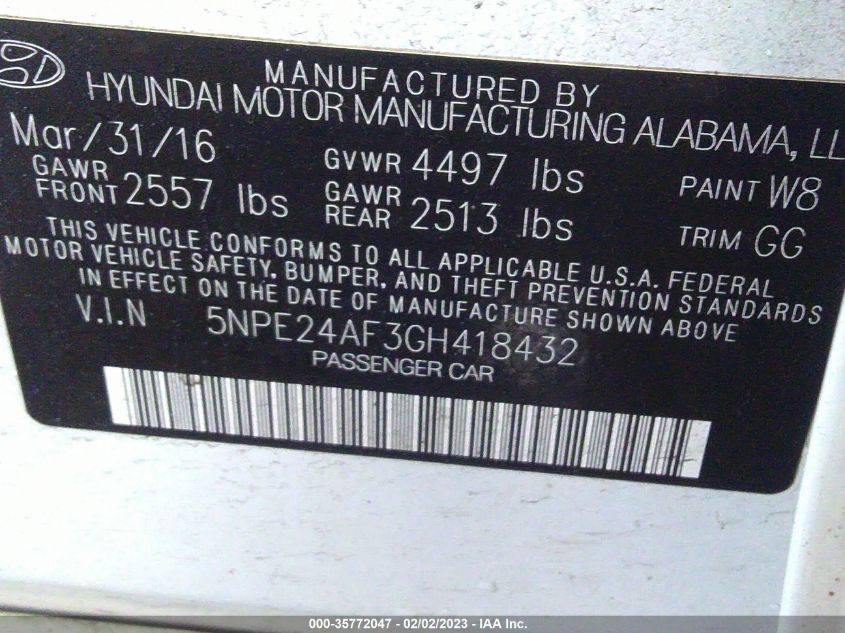 MANUFACTURED BY
HYUNDAI MOTOR MANUFACTURING ALABAMA, LL
Mar/31/16 GVWR 4497 lbs PAINT W8
GAWR FRONT 2557 lbs GAWR REAR 2513 lbs TRIM GG
THIS VEHICLE CONFORMS TO ALL APPLICABLE U.S.A. FEDERAL
MOTOR VEHICLE SAFETY, BUMPER, AND THEFT PREVENTION STANDARDS
IN EFFECT ON THE DATE OF MANUFACTURE SHOWN ABOVE.
V.I.N 5NPE24AF3GH418432
PASSENGER CAR
000-35772047 - 02/02/2023 - IAA Inc.